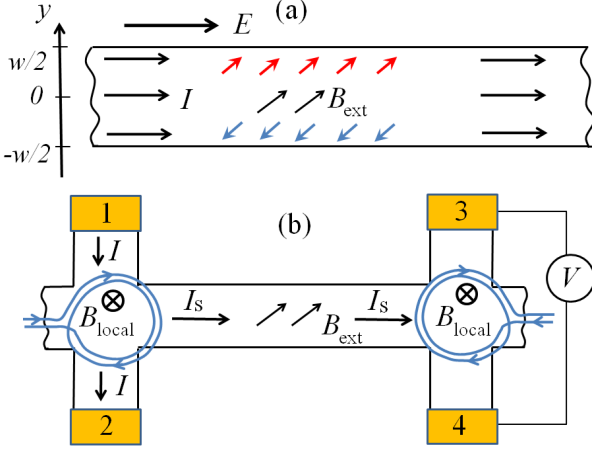 (a)
y
E
w/2
0
I
B_ext
-w/2
(b)
1
3
I
I_S
I_S
V
B_local
B_ext
B_local
I
2
4